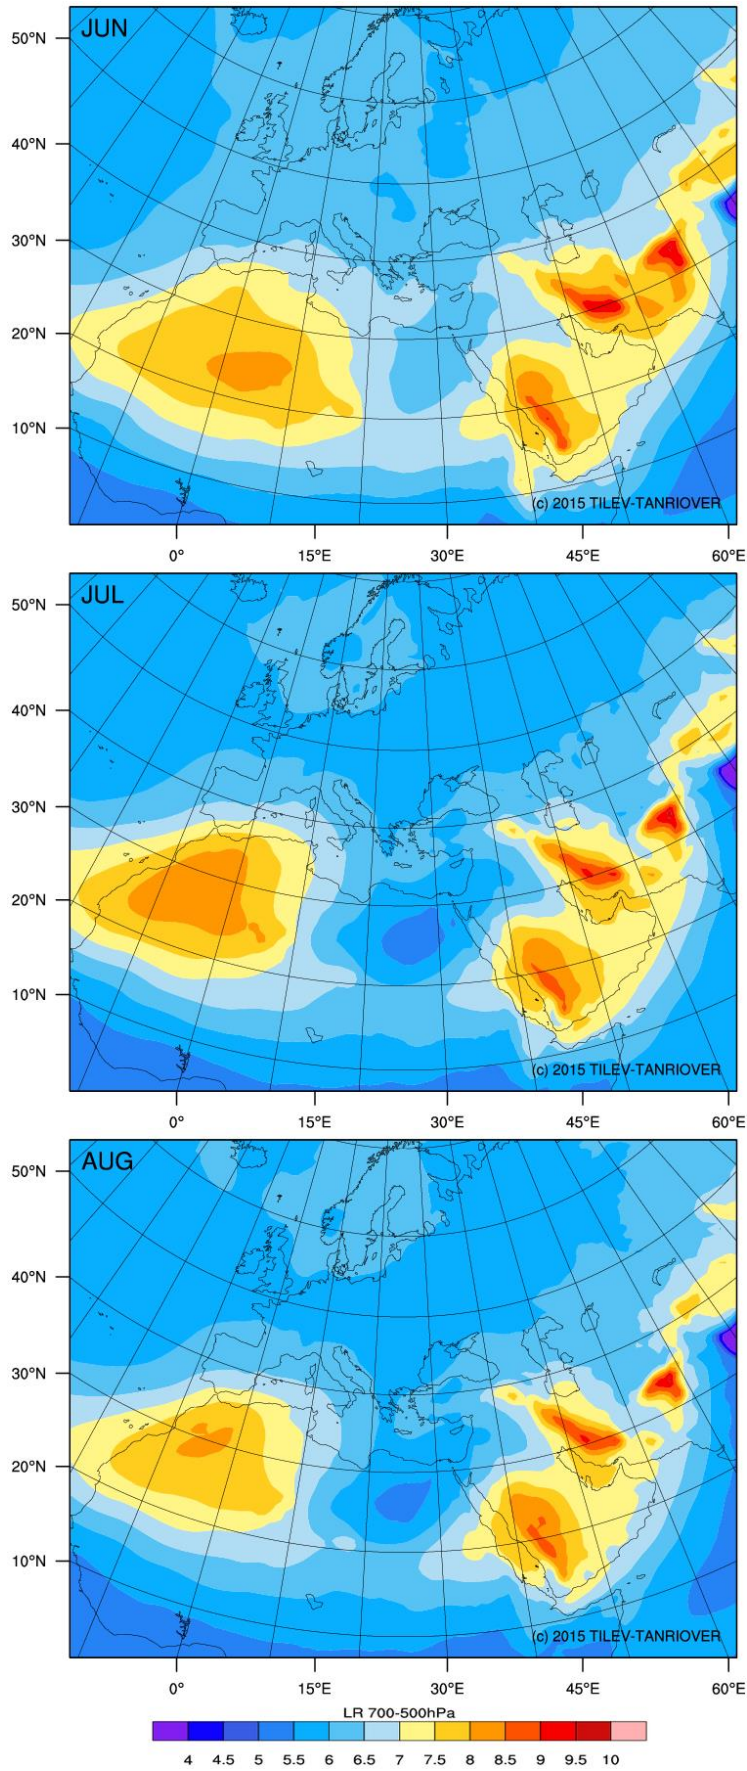 JUN
50°N
40°N
30°N
20°N
10°N
(c) 2015 TILEV-TANRIOVER
0° 15°E 30°E 45°E 60°E
JUL
50°N
40°N
30°N
20°N
10°N
(c) 2015 TILEV-TANRIOVER
0° 15°E 30°E 45°E 60°E
AUG
50°N
40°N
30°N
20°N
10°N
(c) 2015 TILEV-TANRIOVER
0° 15°E 30°E 45°E 60°E
LR 700-500hPa
4 4.5 5 5.5 6 6.5 7 7.5 8 8.5 9 9.5 10